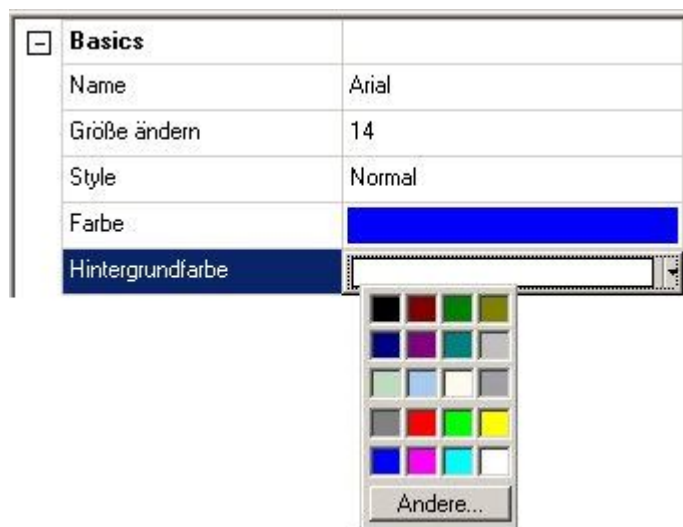 Basics
Name Arial
Größe ändern 14
Style Normal
Farbe
Hintergrundfarbe
Andere...